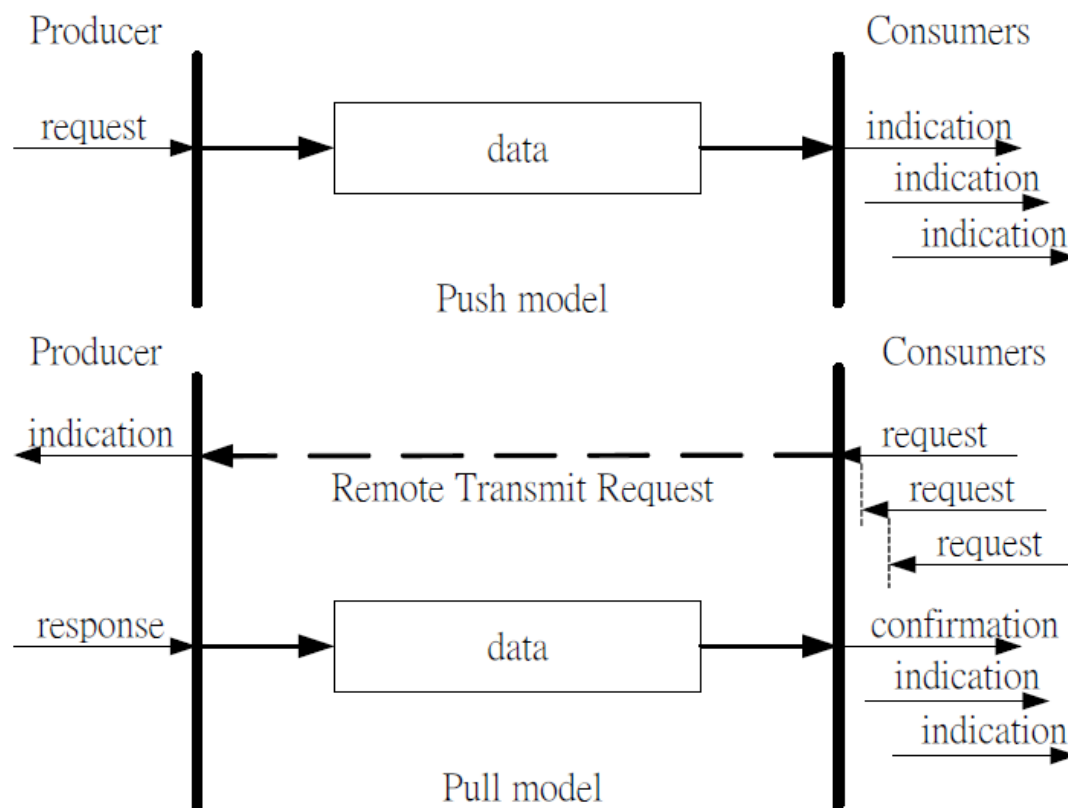 Producer
Consumers
request
data
indication
indication
indication
Push model
Producer
Consumers
indication
request
Remote Transmit Request
request
request
response
data
confirmation
indication
indication
Pull model